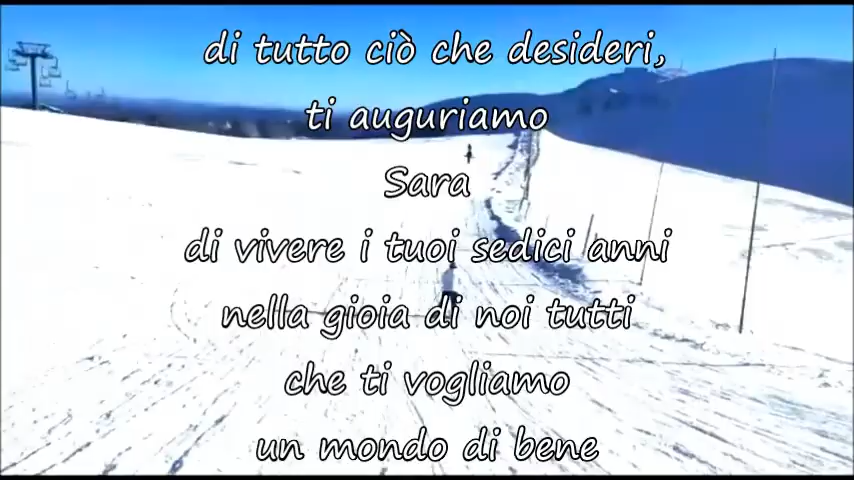 di tutto ciò che desideri,
ti auguriamo
Sara
di vivere i tuoi sedici anni
nella gioia di noi tutti
che ti vogliamo
un mondo di bene